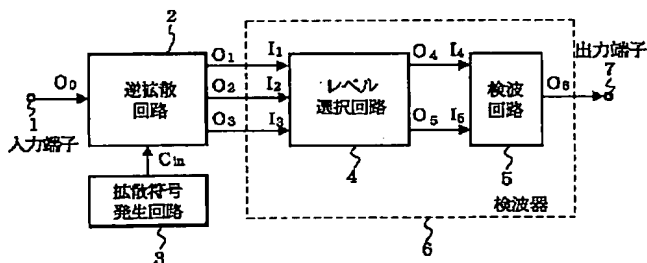 2
O₀
1
入力端子
逆拡散
回路
O₁ I₁
O₂ I₂
O₃ I₃
Cin
拡散符号
発生回路
3
レベル
選択回路
4
O₄ I₄
O₅ I₅
検波
回路
5
O₆
出力端子
7
検波器
6